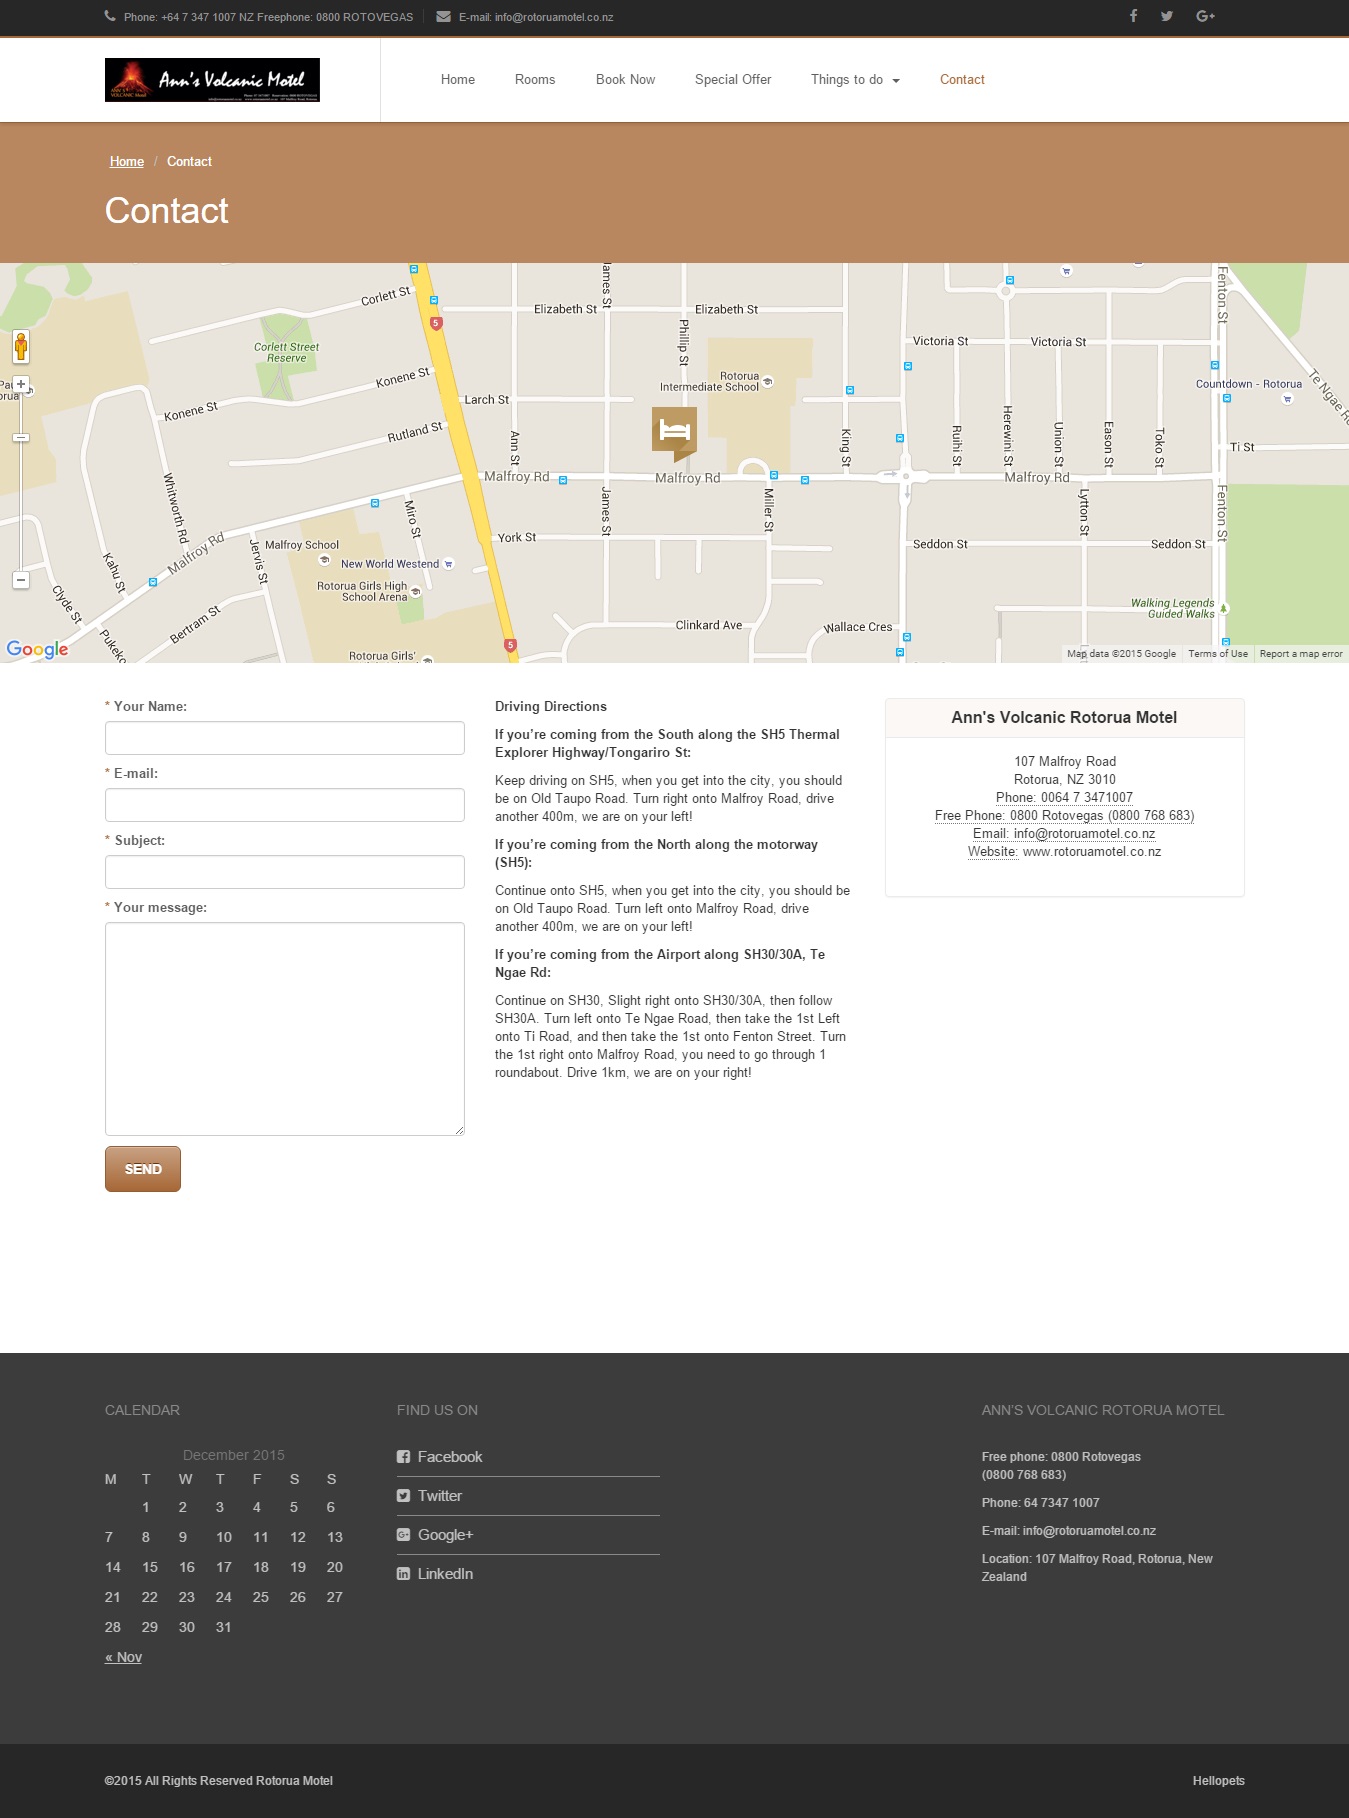 Phone: +64 7 347 1007 NZ Freephone: 0800 ROTOVEGAS
E-mail: info@rotoruamotel.co.nz
Ann's Volcanic Motel
Home
Rooms
Book Now
Special Offer
Things to do
Contact
Home / Contact
Contact
Corlett St
James St
Elizabeth St
Elizabeth St
Phillip St
Fenton St
5
Corlett Street
Reserve
Victoria St
Victoria St
Te Ngae Rd
Konene St
Rotorua
Intermediate School
Countdown - Rotorua
Konene St
Larch St
Rutland St
Ann St
King St
Ruihi St
Herewini St
Union St
Eason St
Toko St
Ti St
Malfroy Rd
Malfroy Rd
Malfroy Rd
Whitworth Rd
Miro St
James St
Miller St
Lytton St
Fenton St
Malfroy Rd
York St
Malfroy School
Jervis St
Seddon St
Seddon St
Kahu St
New World Westend
Rotorua Girls High
School Arena
Clyde St
Bertram St
Walking Legends
Guided Walks
Pukeko
Clinkard Ave
Wallace Cres
5
Google
Rotorua Girls'
Map data ©2015 Google
Terms of Use
Report a map error
* Your Name:
* E-mail:
* Subject:
* Your message:
SEND
Driving Directions
If you're coming from the South along the SH5 Thermal
Explorer Highway/Tongariro St:
Keep driving on SH5, when you get into the city, you should
be on Old Taupo Road. Turn right onto Malfroy Road, drive
another 400m, we are on your left!
If you're coming from the North along the motorway
(SH5):
Continue onto SH5, when you get into the city, you should be
on Old Taupo Road. Turn left onto Malfroy Road, drive
another 400m, we are on your left!
If you're coming from the Airport along SH30/30A, Te
Ngae Rd:
Continue on SH30, Slight right onto SH30/30A, then follow
SH30A. Turn left onto Te Ngae Road, then take the 1st Left
onto Ti Road, and then take the 1st onto Fenton Street. Turn
the 1st right onto Malfroy Road, you need to go through 1
roundabout. Drive 1km, we are on your right!
Ann's Volcanic Rotorua Motel
107 Malfroy Road
Rotorua, NZ 3010
Phone: 0064 7 3471007
Free Phone: 0800 Rotovegas (0800 768 683)
Email: info@rotoruamotel.co.nz
Website: www.rotoruamotel.co.nz
CALENDAR
December 2015
M T W T F S S
1 2 3 4 5 6
7 8 9 10 11 12 13
14 15 16 17 18 19 20
21 22 23 24 25 26 27
28 29 30 31
« Nov
FIND US ON
Facebook
Twitter
Google+
LinkedIn
ANN'S VOLCANIC ROTORUA MOTEL
Free phone: 0800 Rotovegas
(0800 768 683)
Phone: 64 7347 1007
E-mail: info@rotoruamotel.co.nz
Location: 107 Malfroy Road, Rotorua, New
Zealand
©2015 All Rights Reserved Rotorua Motel
Hellopets